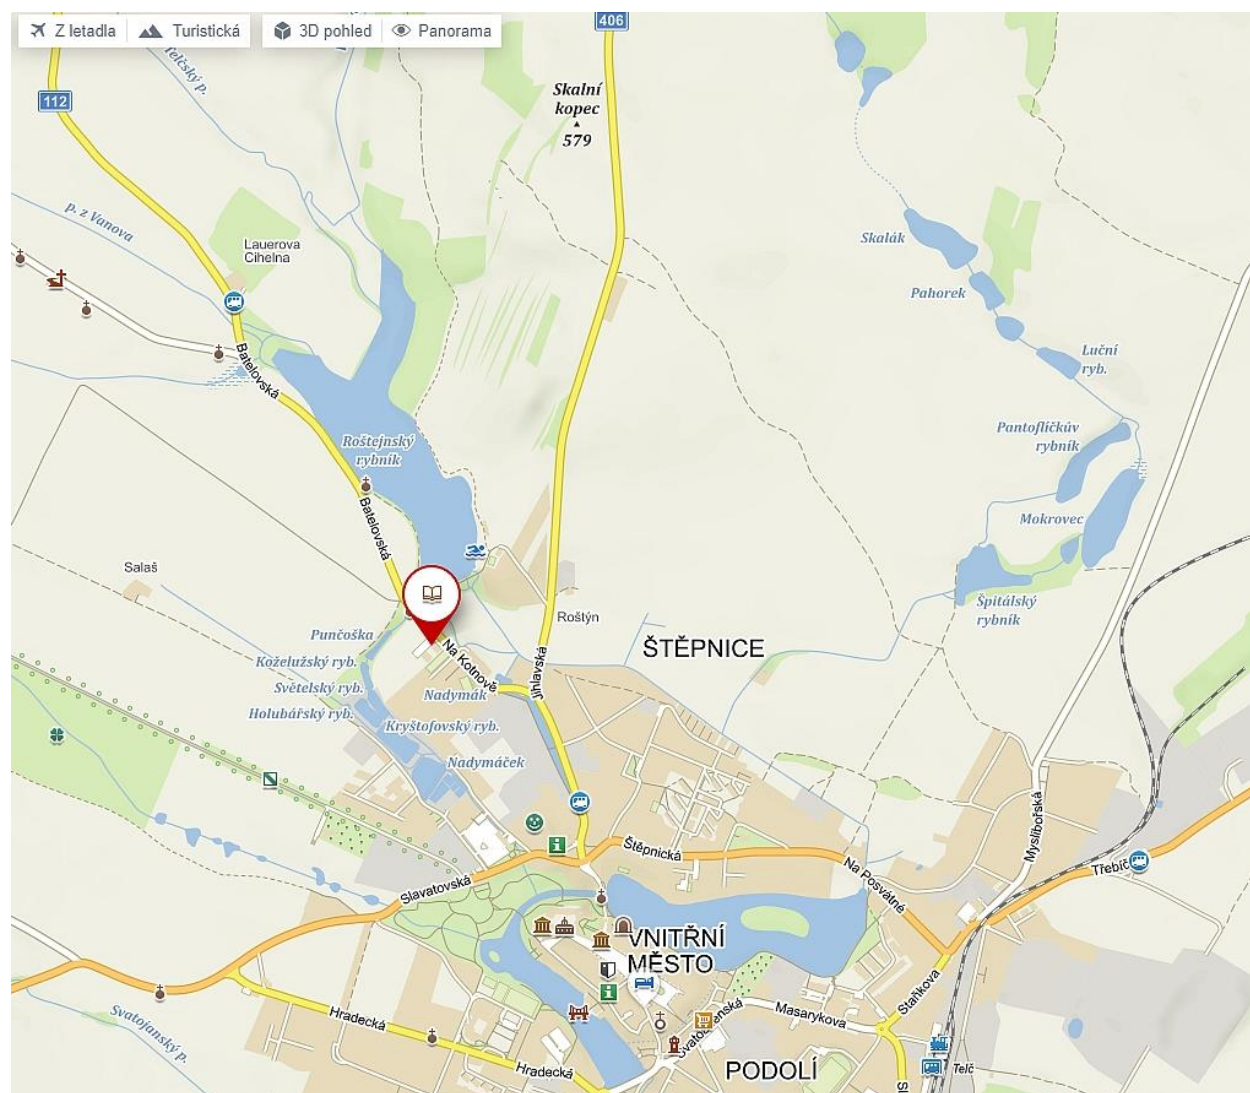 Z letadla
Turistická
3D pohled
Panorama
406
Telčský p.
112
Skalní
kopec
579
p. z Vanova
Lauerova
Cihelna
Skalák
Pahorek
Luční
ryb.
Batelovská
Roštejnský
rybník
Pantoflíčkův
rybník
Mokrovec
Batelovská
Salaš
Špitálský
rybník
Roštýn
Punčoška
ŠTĚPNICE
Koželužský ryb.
Na Kotnově
Jihlavská
Světelský ryb.
Nadymák
Holubářský ryb.
Kryštofovský ryb.
Nadymáček
Myslibořská
Štěpnická
Třebíč
Na Posvátné
Slavatovská
VNITŘNÍ
MĚSTO
Staňkova
Masarykova
Svatojanský p.
Hradecká
Hradecká
PODOLÍ
Telč